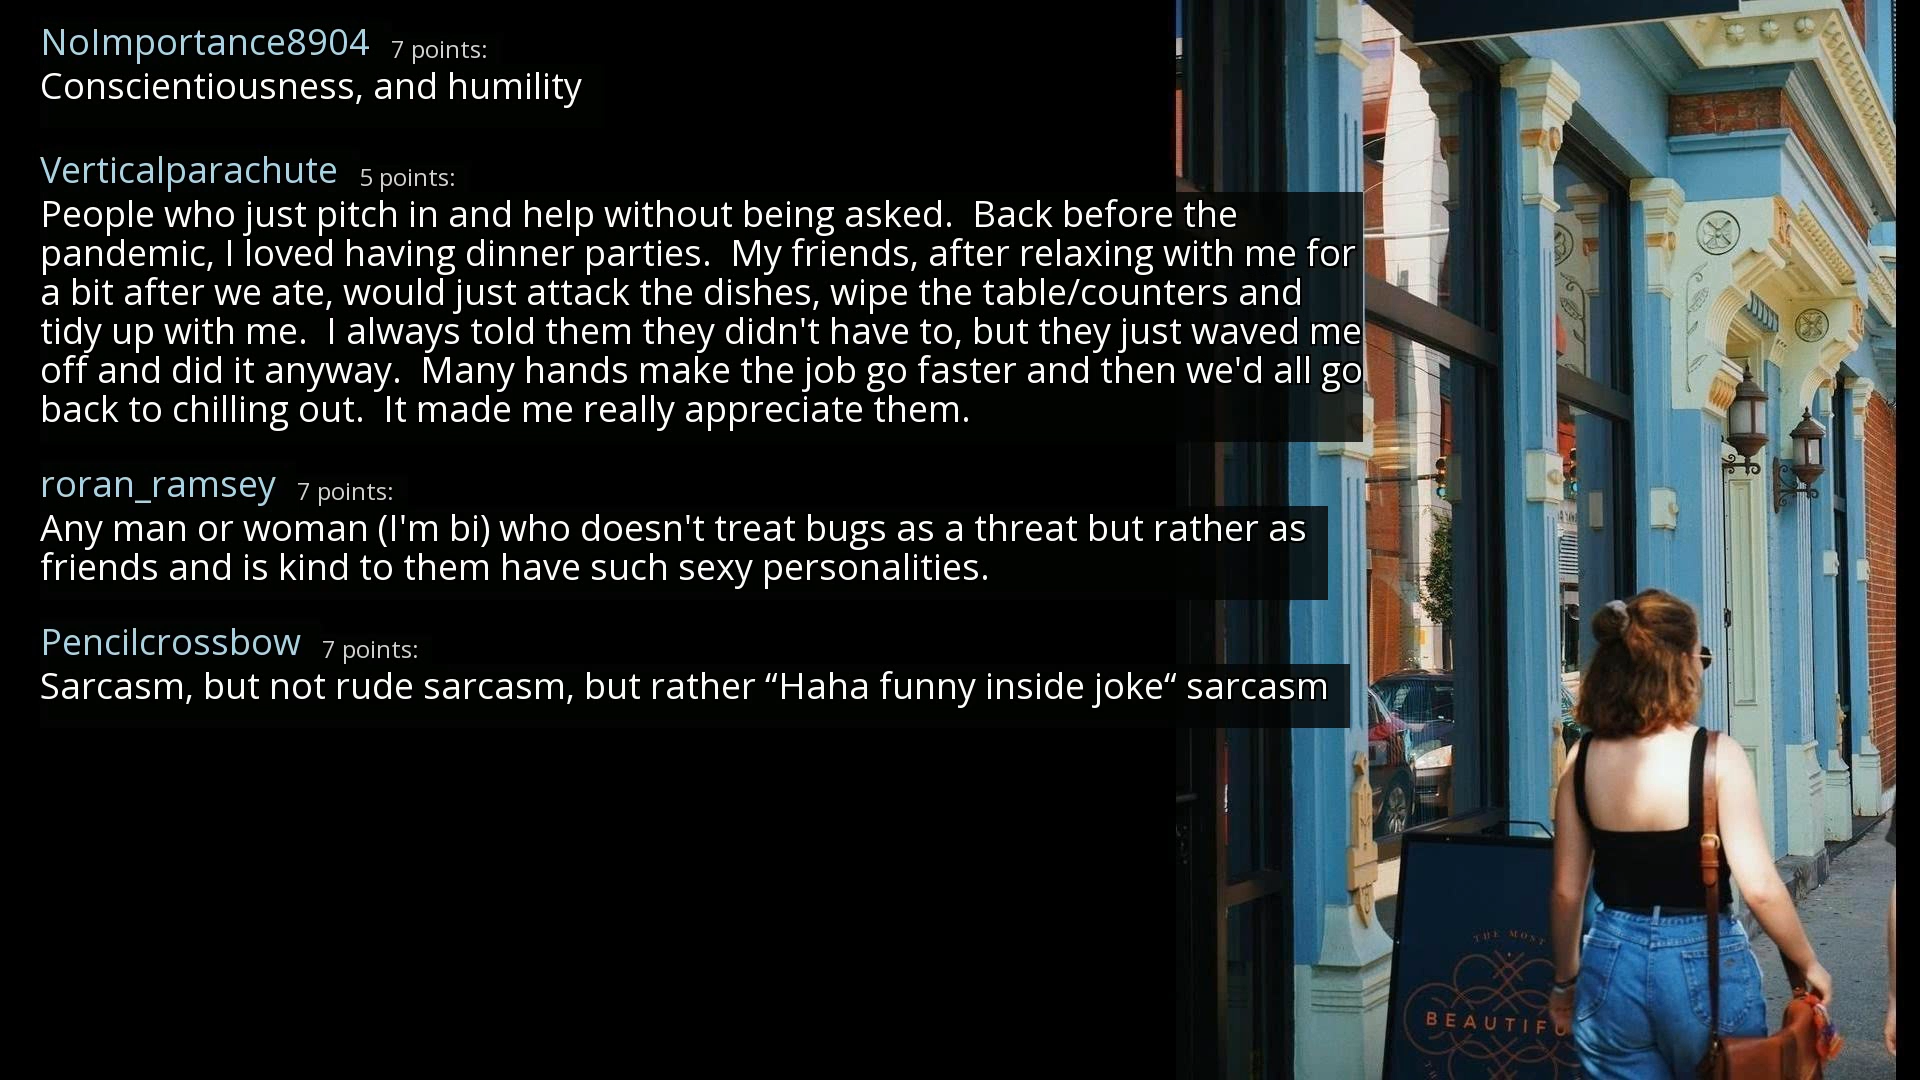 NoImportance8904 7 points:
Conscientiousness, and humility
Verticalparachute 5 points:
People who just pitch in and help without being asked.  Back before the
pandemic, I loved having dinner parties.  My friends, after relaxing with me for
a bit after we ate, would just attack the dishes, wipe the table/counters and
tidy up with me.  I always told them they didn't have to, but they just waved me
off and did it anyway.  Many hands make the job go faster and then we'd all go
back to chilling out.  It made me really appreciate them.
roran_ramsey 7 points:
Any man or woman (I'm bi) who doesn't treat bugs as a threat but rather as
friends and is kind to them have such sexy personalities.
Pencilcrossbow 7 points:
Sarcasm, but not rude sarcasm, but rather “Haha funny inside joke“ sarcasm
THE MOST
BEAUTIFU